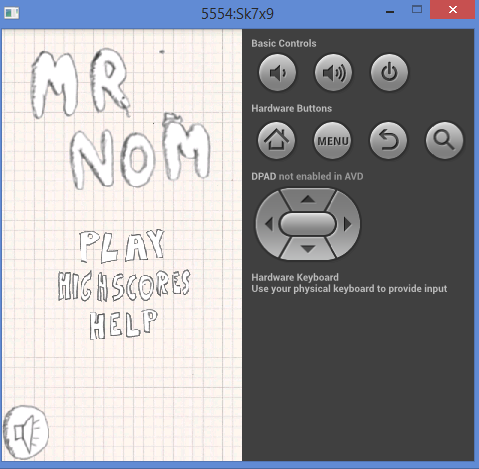 5554:Sk7x9
MR
NOM
PLAY
HIGHSCORES
HELP
Basic Controls
Hardware Buttons
MENU
DPAD not enabled in AVD
Hardware Keyboard
Use your physical keyboard to provide input